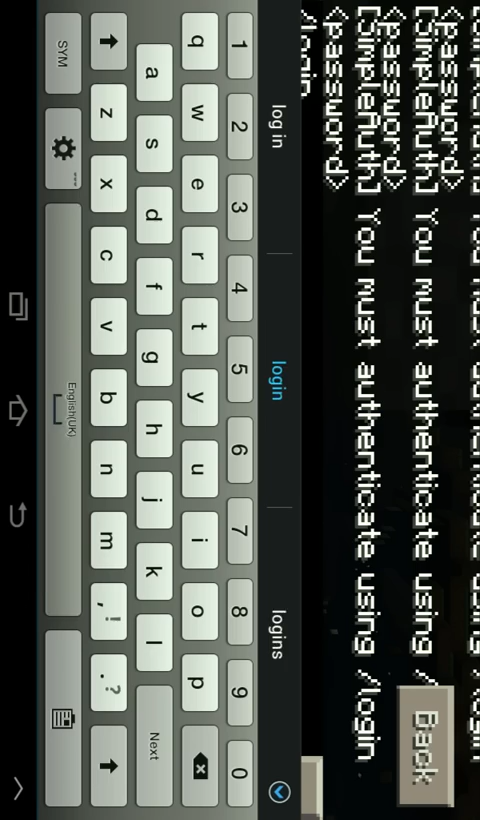 <password>
[SimpleAuth] You must authenticate using /
Back
<password>
[SimpleAuth] You must authenticate using /login
<password>
/login
log in login logins
1 2 3 4 5 6 7 8 9 0
q w e r t y u i o p
a s d f g h j k l Next
z x c v b n m , ! . ?
SYM English(UK)